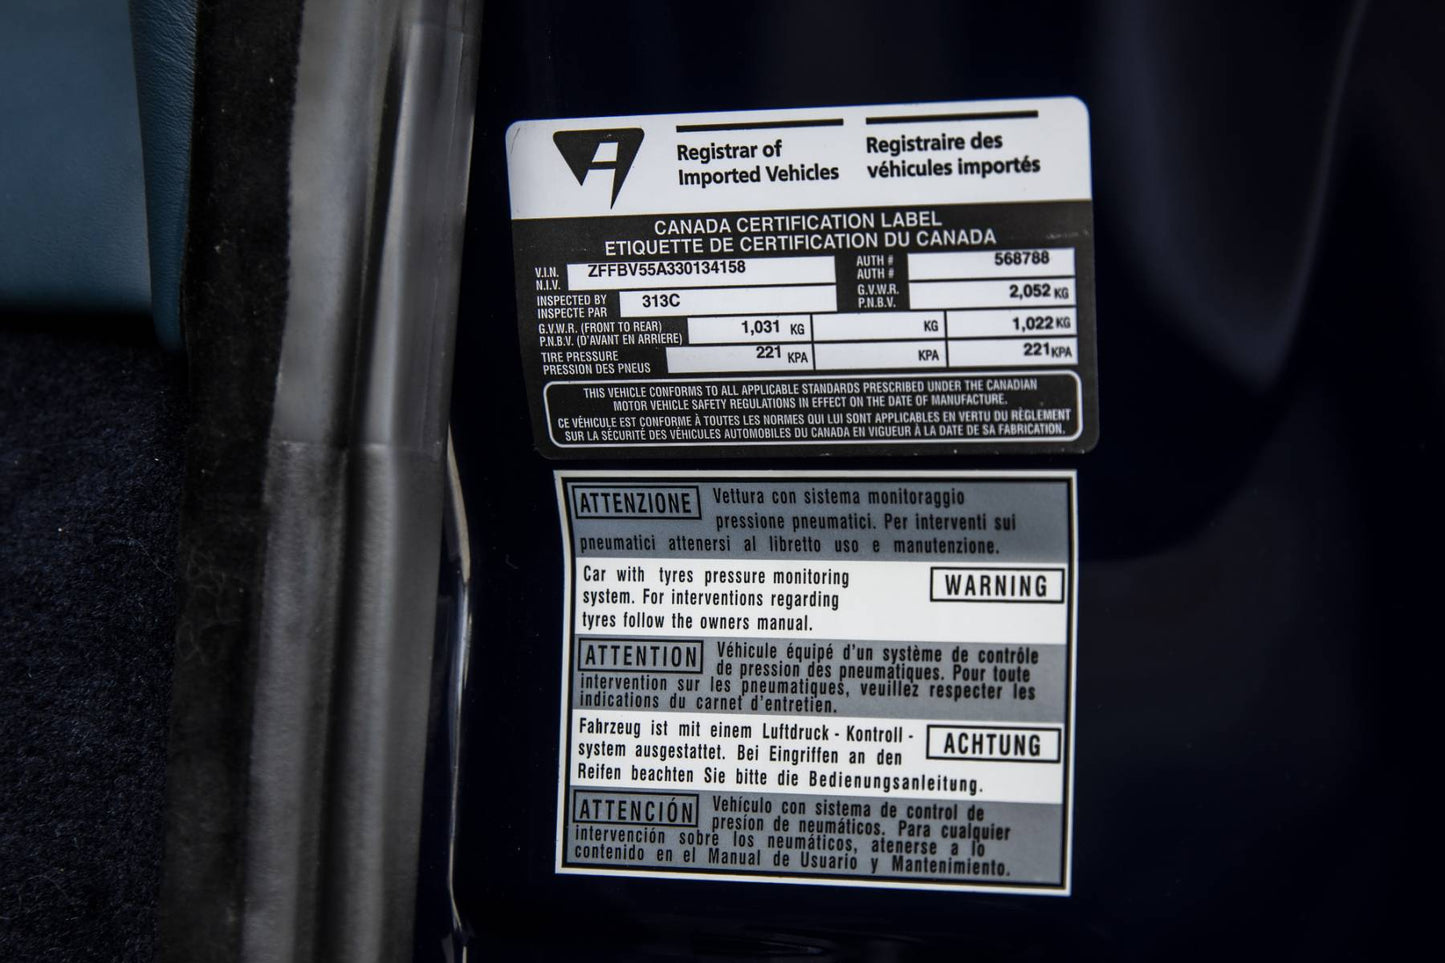 Registrar of
Imported Vehicles
Registraire des
véhicules importés
CANADA CERTIFICATION LABEL
ETIQUETTE DE CERTIFICATION DU CANADA
V.I.N. ZFFBV55A330134158 AUTH # 568788
N.I.V. AUTH #
INSPECTED BY 313C G.V.W.R. 2,052 KG
INSPECTE PAR P.N.B.V.
G.V.W.R. (FRONT TO REAR) 1,031 KG KG 1,022 KG
P.N.B.V. (D'AVANT EN ARRIERE)
TIRE PRESSURE 221 KPA KPA 221 KPA
PRESSION DES PNEUS
THIS VEHICLE CONFORMS TO ALL APPLICABLE STANDARDS PRESCRIBED UNDER THE CANADIAN
MOTOR VEHICLE SAFETY REGULATIONS IN EFFECT ON THE DATE OF MANUFACTURE.
CE VÉHICULE EST CONFORME À TOUTES LES NORMES QUI LUI SONT APPLICABLES EN VERTU DU RÈGLEMENT
SUR LA SÉCURITÉ DES VÉHICULES AUTOMOBILES DU CANADA EN VIGUEUR À LA DATE DE SA FABRICATION.
ATTENZIONE Vettura con sistema monitoraggio
pressione pneumatici. Per interventi sui
pneumatici attenersi al libretto uso e manutenzione.
Car with tyres pressure monitoring
system. For interventions regarding
tyres follow the owners manual.
WARNING
ATTENTION Véhicule équipé d'un système de contrôle
de pression des pneumatiques. Pour toute
intervention sur les pneumatiques, veuillez respecter les
indications du carnet d'entretien.
Fahrzeug ist mit einem Luftdruck - Kontroll -
system ausgestattet. Bei Eingriffen an den
Reifen beachten Sie bitte die Bedienungsanleitung.
ACHTUNG
ATTENCIÓN Vehículo con sistema de control de
presíon de neumáticos. Para cualquier
intervención sobre los neumáticos, atenerse a lo
contenido en el Manual de Usuario y Mantenimiento.